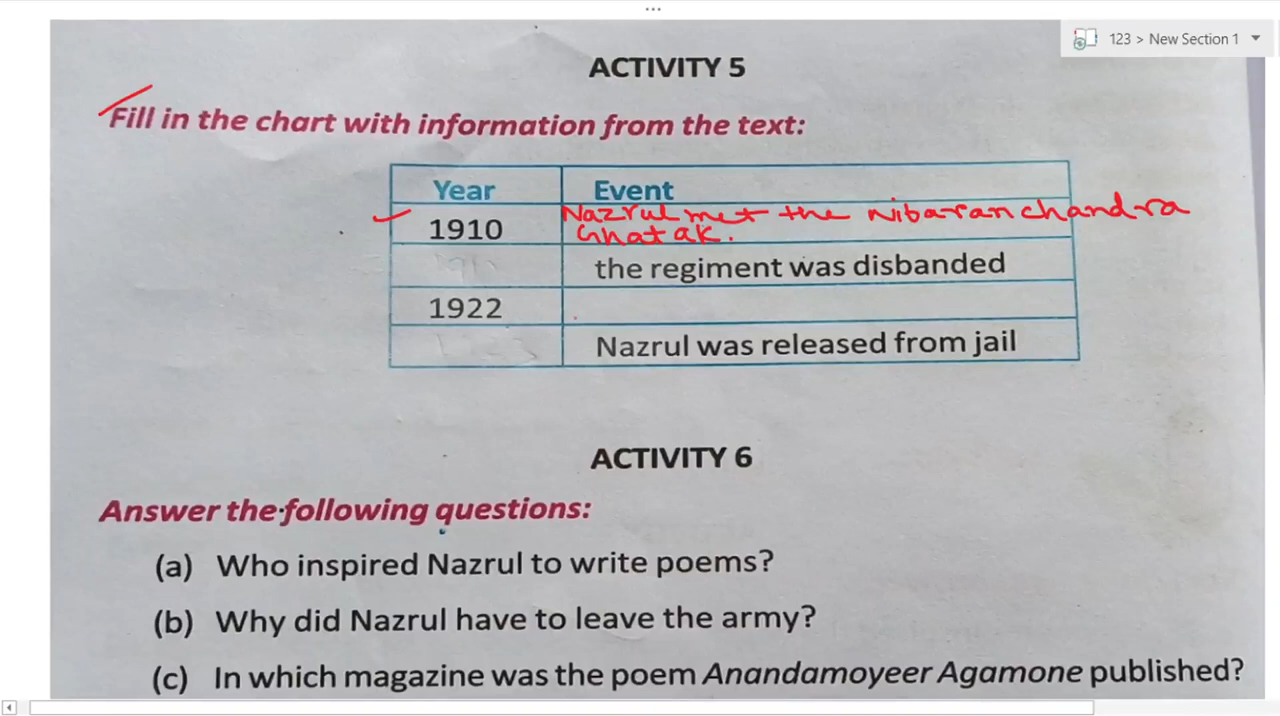 ...
123 > New Section 1
ACTIVITY 5
Fill in the chart with information from the text:
Year Event
1910 Nazrul met the Nibaran chandra
Ghatak.
the regiment was disbanded
1922
Nazrul was released from jail
ACTIVITY 6
Answer the following questions:
(a) Who inspired Nazrul to write poems?
(b) Why did Nazrul have to leave the army?
(c) In which magazine was the poem Anandamoyeer Agamone published?